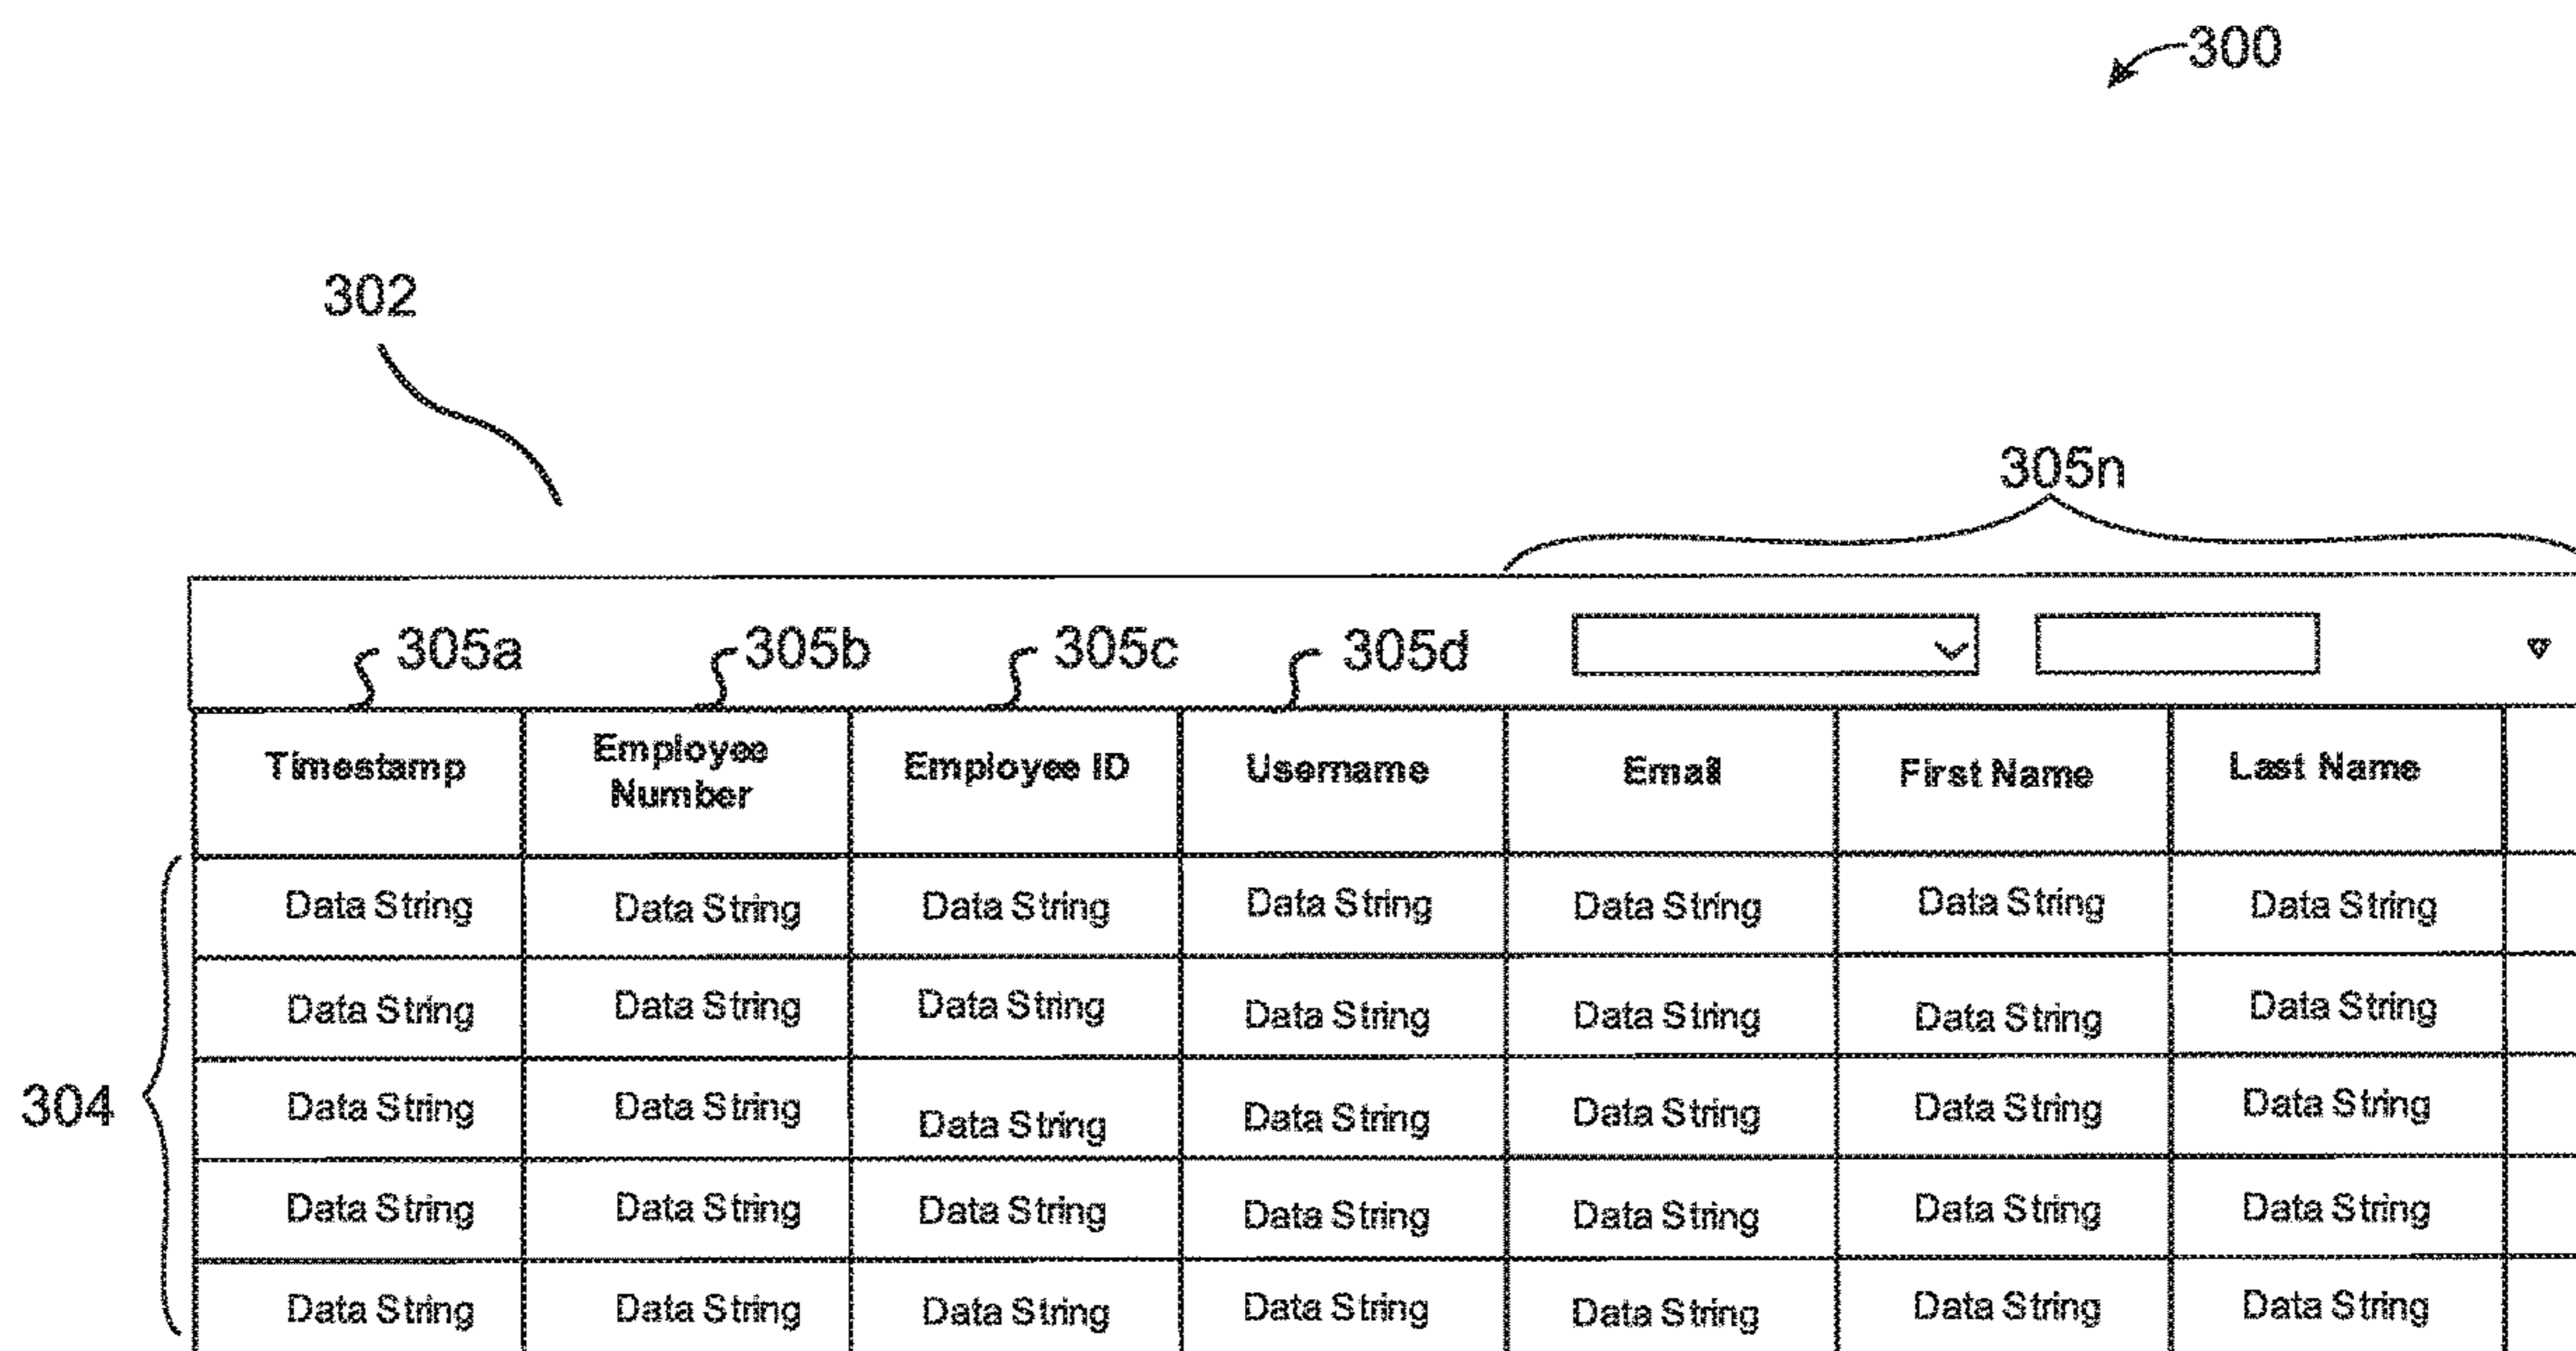 300
302
305n
305a 305b 305c 305d
Timestamp Employee Number Employee ID Username Email First Name Last Name
Data String Data String Data String Data String Data String Data String Data String
Data String Data String Data String Data String Data String Data String Data String
304 Data String Data String Data String Data String Data String Data String Data String
Data String Data String Data String Data String Data String Data String Data String
Data String Data String Data String Data String Data String Data String Data String